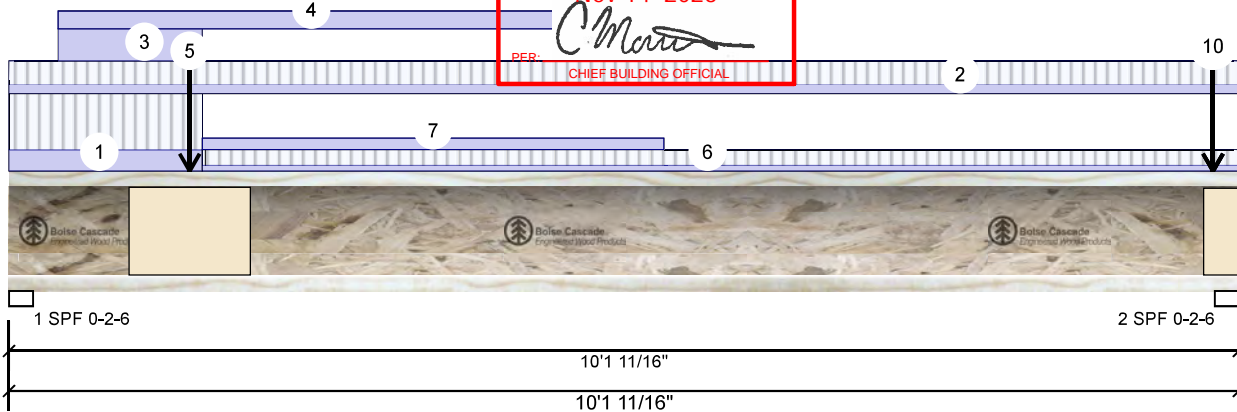 4
3
5
PER:
CHIEF BUILDING OFFICIAL
2
10
1
7
6
Boise Cascade
Engineered Wood Prod
Boise Cascade
Engineered Wood Products
Boise Cascade
Engineered Wood Products
1 SPF 0-2-6
2 SPF 0-2-6
10'1 11/16"
10'1 11/16"